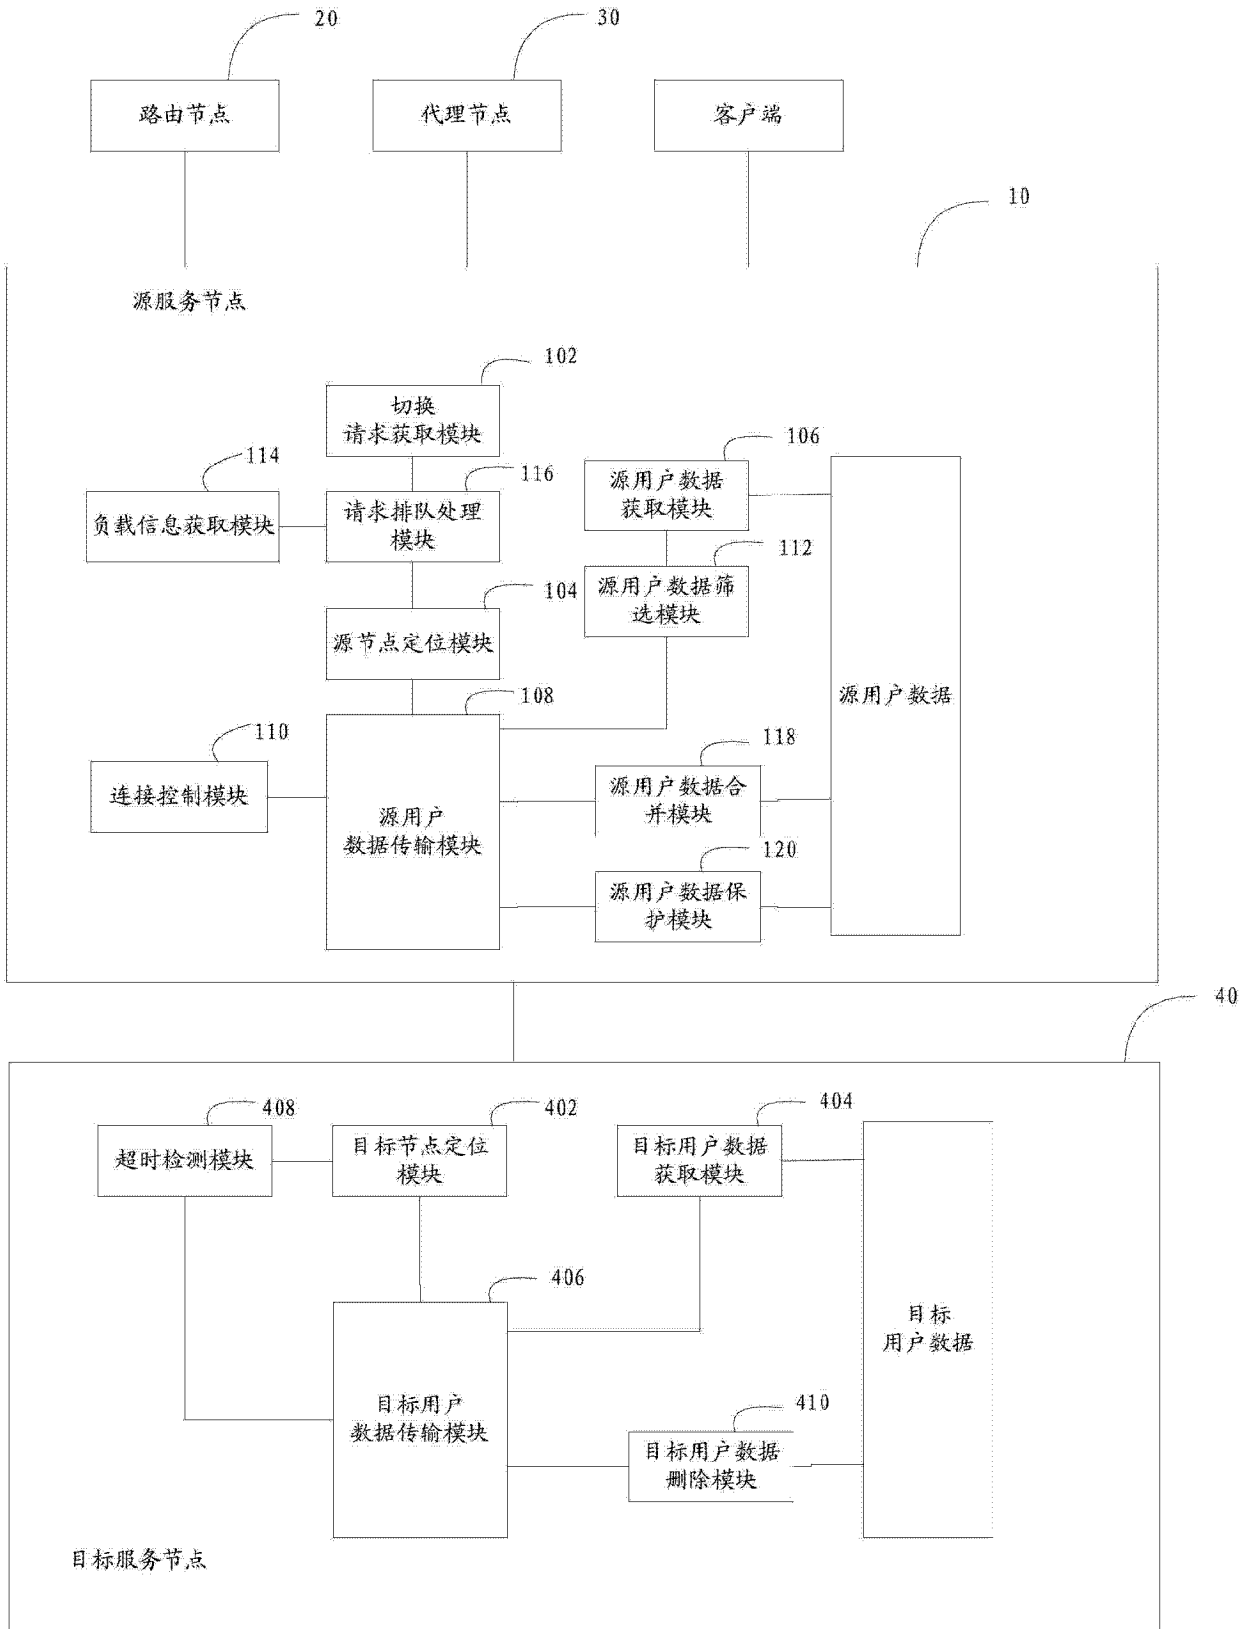 20
30
路由节点
代理节点
客户端
10
源服务节点
102
切换
请求获取模块
106
114
116
源用户数据
获取模块
负载信息获取模块
请求排队处理
模块
112
源用户数据筛
选模块
104
源节点定位模块
108
源用户数据
110
118
连接控制模块
源用户数据合
并模块
源用户
数据传输模块
120
源用户数据保
护模块
40
408
402
404
超时检测模块
目标节点定位
模块
目标用户数据
获取模块
406
目标
用户数据
目标用户
数据传输模块
410
目标用户数据
删除模块
目标服务节点